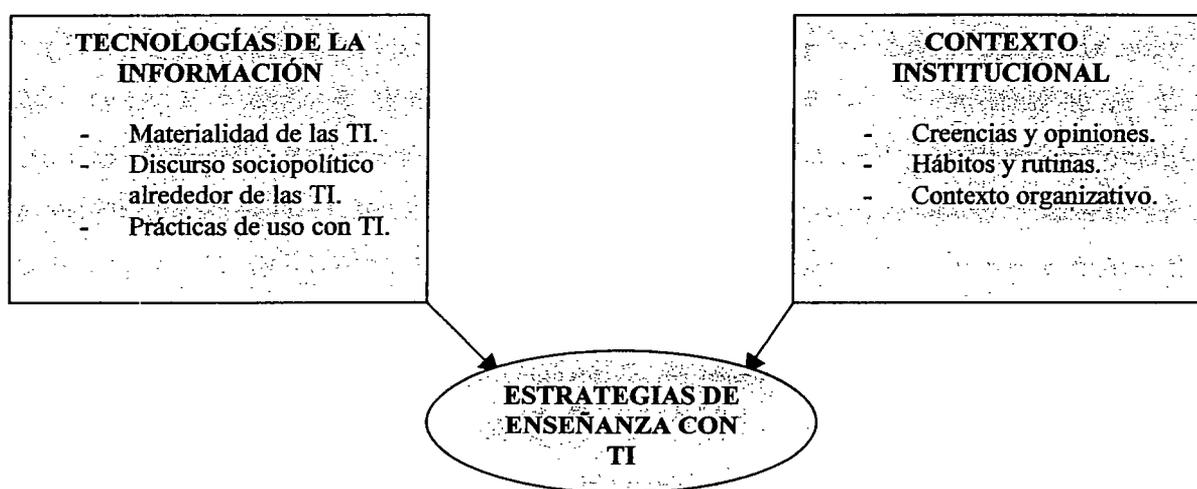 TECNOLOGÍAS DE LA
INFORMACIÓN
- Materialidad de las TI.
- Discurso sociopolítico
alrededor de las TI.
- Prácticas de uso con TI.
CONTEXTO
INSTITUCIONAL
- Creencias y opiniones.
- Hábitos y rutinas.
- Contexto organizativo.
ESTRATEGIAS DE
ENSEÑANZA CON
TI